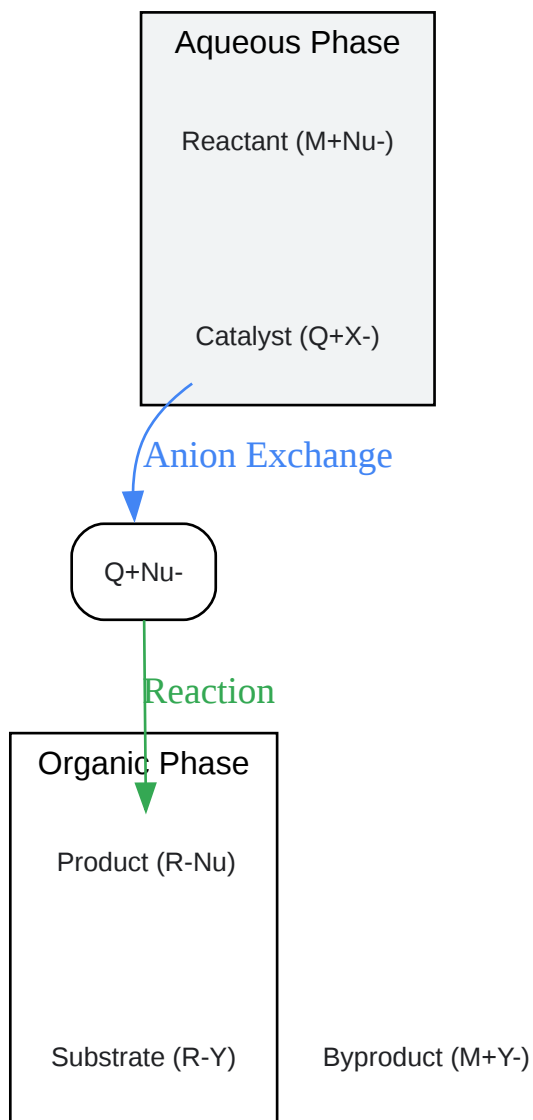 Aqueous Phase
Reactant (M+Nu-)
Catalyst (Q+X-)
Anion Exchange
Q+Nu-
Reaction
Organic Phase
Product (R-Nu)
Substrate (R-Y)
Byproduct (M+Y-)